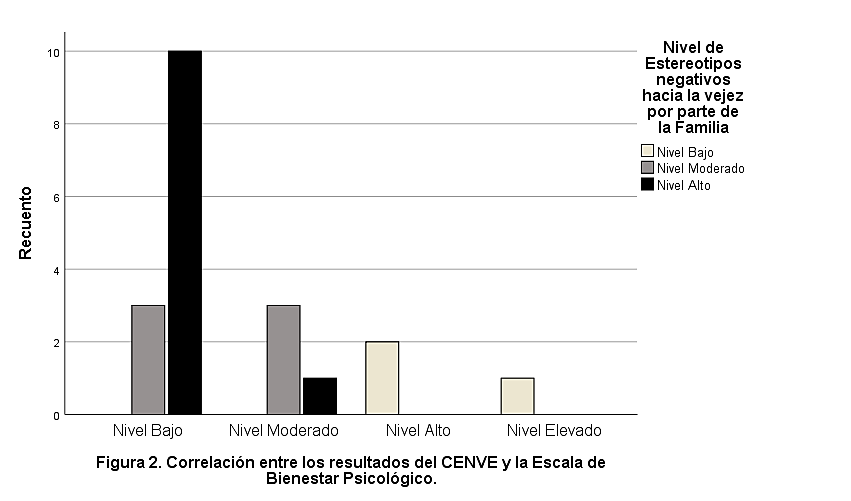 Nivel de
Estereotipos
negativos
hacia la vejez
por parte de
la Familia
Nivel Bajo
Nivel Moderado
Nivel Alto
Recuento
10
8
6
4
2
0
Nivel Bajo
Nivel Moderado
Nivel Alto
Nivel Elevado
Figura 2. Correlación entre los resultados del CENVE y la Escala de
Bienestar Psicológico.